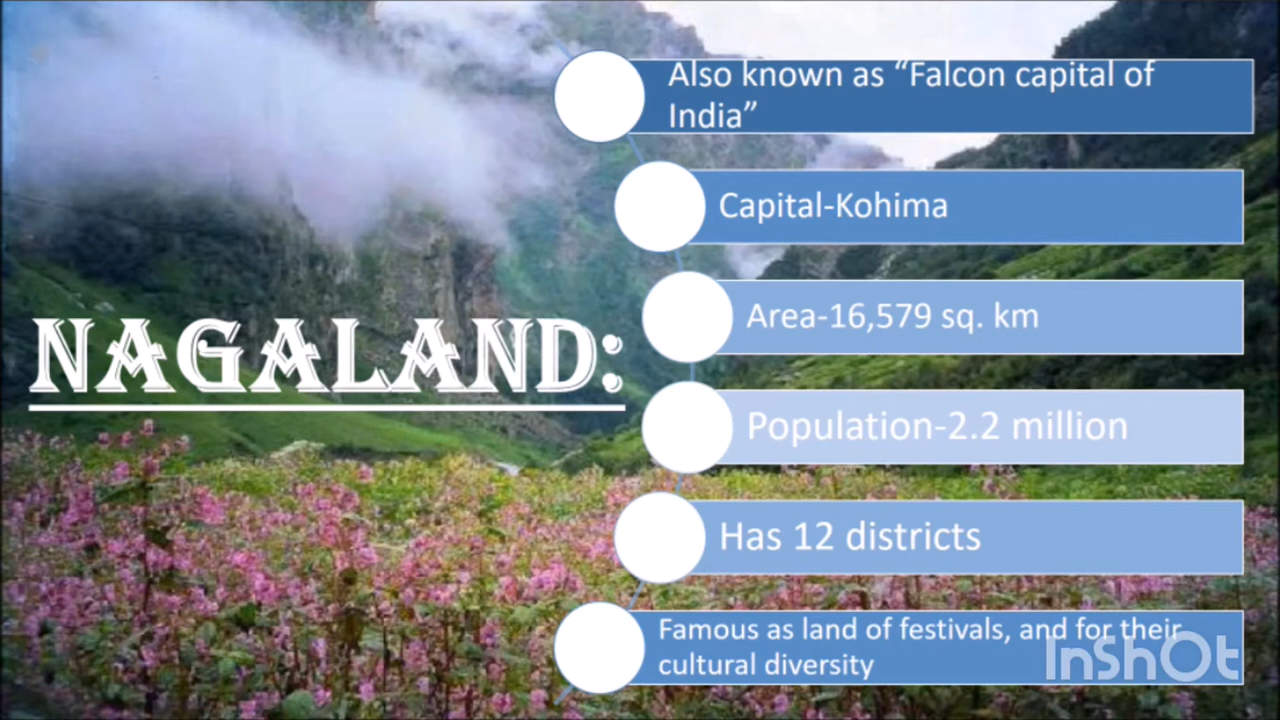 NAGALAND:
Also known as “Falcon capital of
India”
Capital-Kohima
Area-16,579 sq. km
Population-2.2 million
Has 12 districts
Famous as land of festivals, and for their
cultural diversity
InShOt